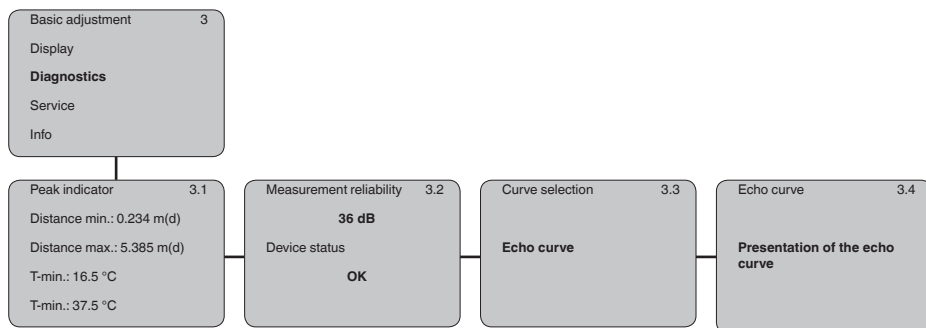 Basic adjustment 3
Display
Diagnostics
Service
Info
Peak indicator 3.1
Distance min.: 0.234 m(d)
Distance max.: 5.385 m(d)
T-min.: 16.5 °C
T-min.: 37.5 °C
Measurement reliability 3.2
36 dB
Device status
OK
Curve selection 3.3
Echo curve
Echo curve 3.4
Presentation of the echo
curve